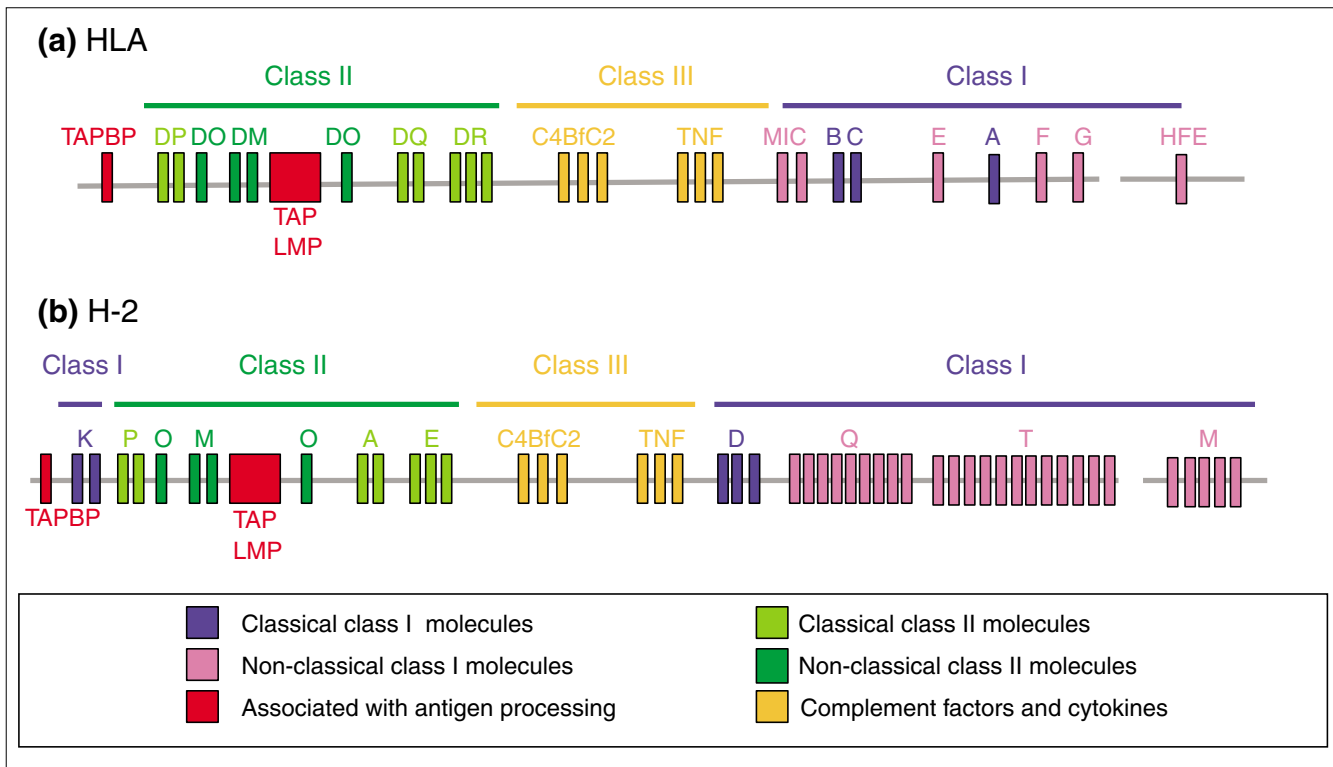 (a) HLA
Class II Class III Class I
TAPBP DP DO DM DO DQ DR C4BfC2 TNF MIC B C E A F G HFE
TAP
LMP
(b) H-2
Class I Class II Class III Class I
K P O M O A E C4BfC2 TNF D Q T M
TAPBP TAP
LMP
Classical class I molecules Classical class II molecules
Non-classical class I molecules Non-classical class II molecules
Associated with antigen processing Complement factors and cytokines